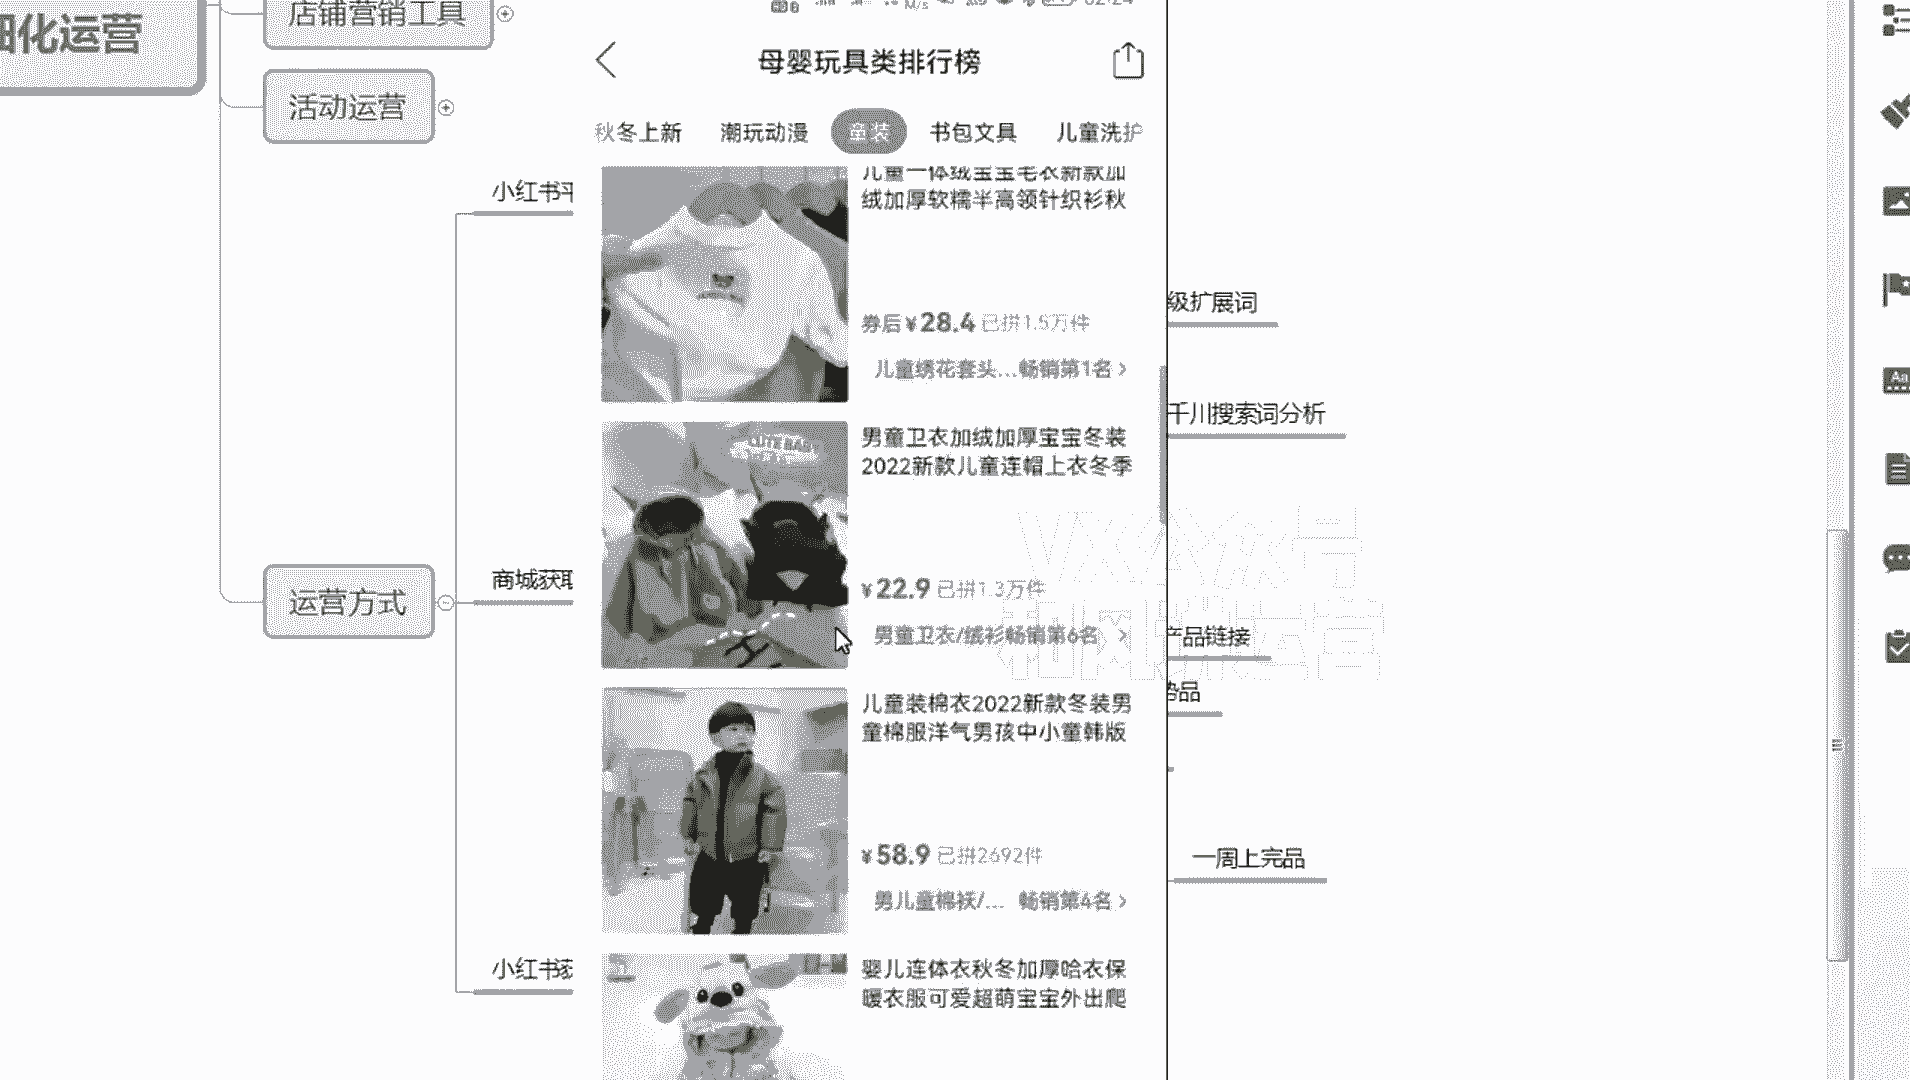 店铺营销工具
细化运营
活动运营
小红书平
商城获取
运营方式
母婴玩具类排行榜
秋冬上新 潮玩动漫 童装 书包文具 儿童洗护
儿童一体绒宝宝毛衣新款加
绒加厚软糯半高领针织衫秋
券后¥28.4 已拼1.5万件
儿童绣花套头...畅销第1名 >
男童卫衣加绒加厚宝宝冬装
2022新款儿童连帽上衣冬季
¥22.9 已拼1.3万件
男童卫衣/绒衫畅销第6名 >
儿童装棉衣2022新款冬装男
童棉服洋气男孩中小童韩版
¥58.9 已拼2692件
男儿童棉袄/... 畅销第4名 >
婴儿连体衣秋冬加厚哈衣保
暖衣服可爱超萌宝宝外出爬
级扩展词
千川搜索词分析
产品链接
品
一周上完品
小红书
VX公众号